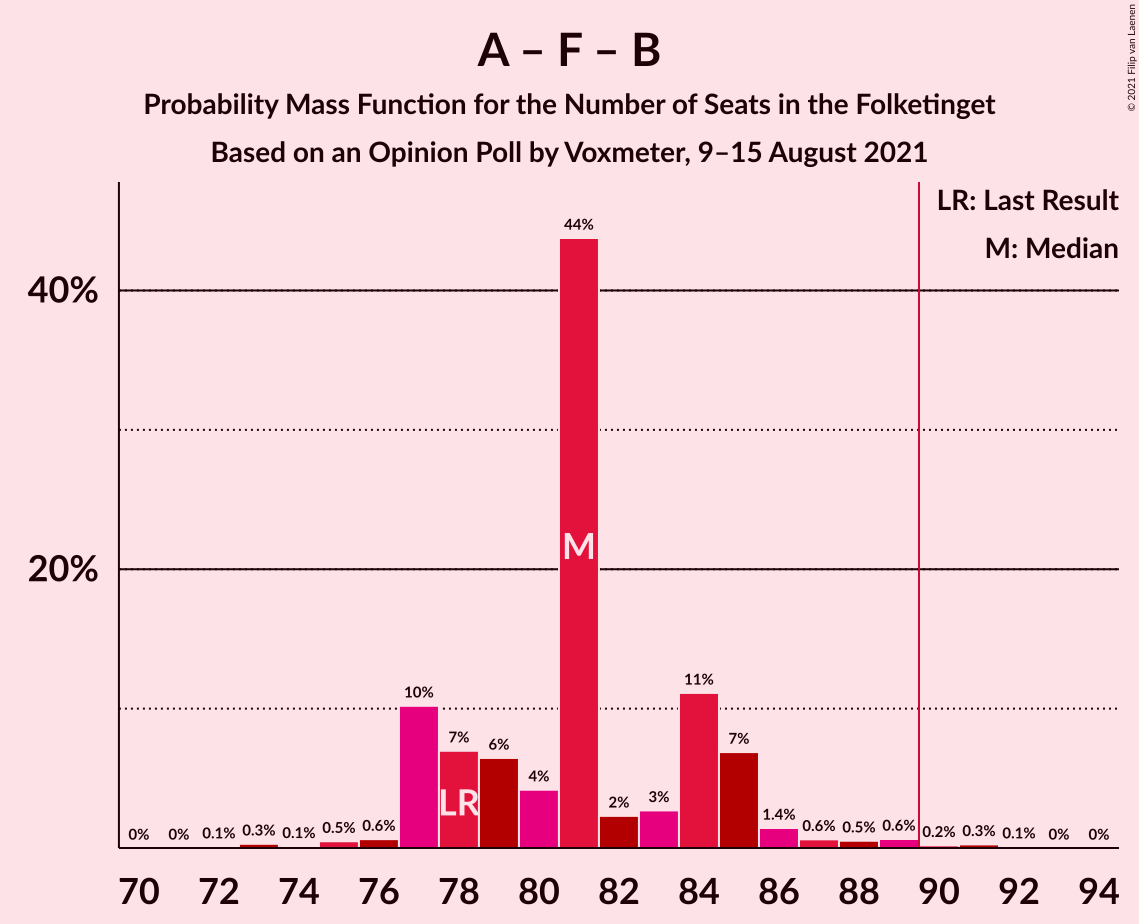 A – F – B
Probability Mass Function for the Number of Seats in the Folketinget
Based on an Opinion Poll by Voxmeter, 9–15 August 2021
© 2021 Filip van Laenen
LR: Last Result
M: Median
40%
20%
0% 0% 0.1% 0.3% 0.1% 0.5% 0.6% 10% 7% 6% 4% 44% 2% 3% 11% 7% 1.4% 0.6% 0.5% 0.6% 0.2% 0.3% 0.1% 0% 0%
M
LR
70 72 74 76 78 80 82 84 86 88 90 92 94